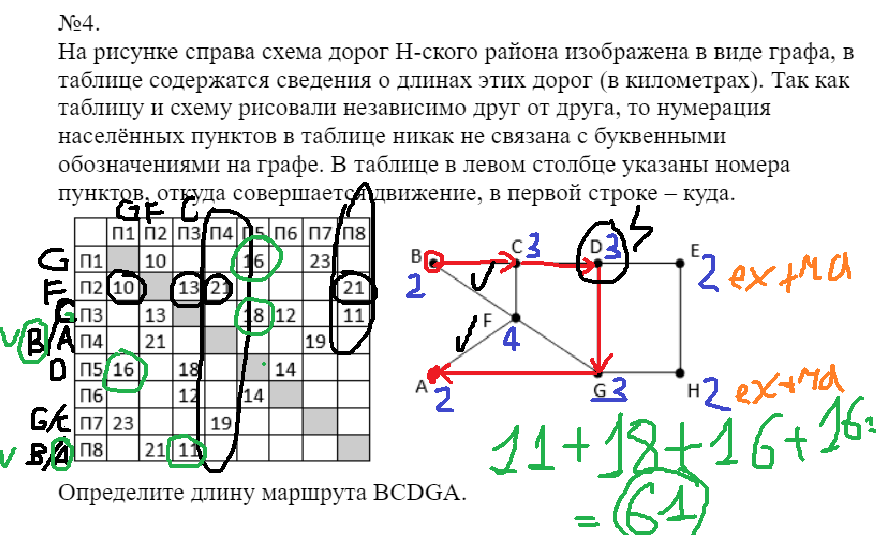 №4.
На рисунке справа схема дорог Н-ского района изображена в виде графа, в
таблице содержатся сведения о длинах этих дорог (в километрах). Так как
таблицу и схему рисовали независимо друг от друга, то нумерация
населённых пунктов в таблице никак не связана с буквенными
обозначениями на графе. В таблице в левом столбце указаны номера
пунктов, откуда совершается движение, в первой строке – куда.
G F C
П1 П2 П3 П4 П5 П6 П7 П8
G П1 10 16 23
F П2 10 13 21 21
C П3 13 18 12 11
B/A П4 21 19
D П5 16 18 14
П6 12 14
G/E П7 23 19
B/A П8 21 11
B C 3 D 3 E
2 2 ex+ya
F
4
A G 3 H 2 ex+ya
2
11+18+16+16=
=61
Определите длину маршрута BCDGA.